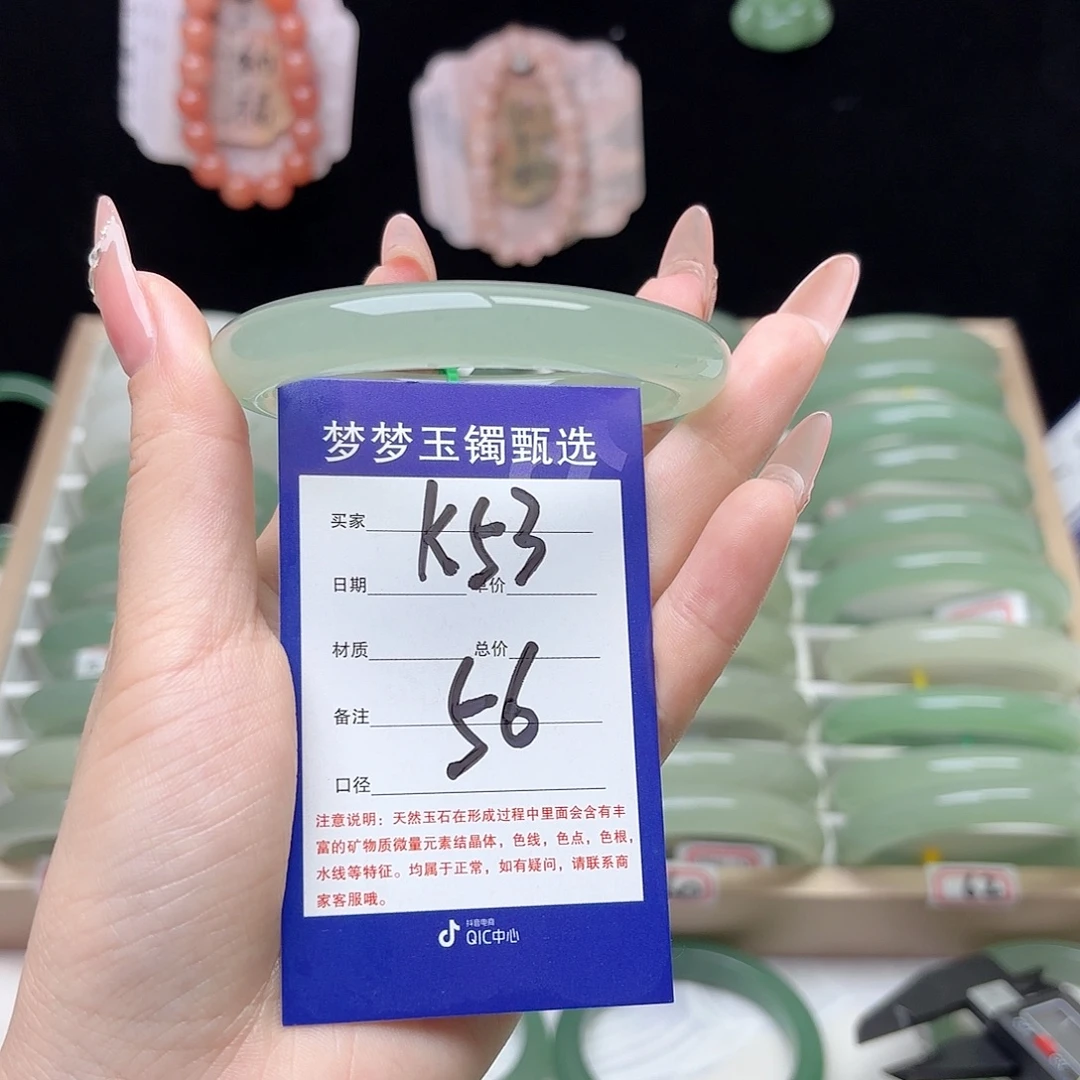 梦梦玉镯甄选
买家 K53
日期 单价
材质 总价
56
备注
口径
注意说明：天然玉石在形成过程中里面会含有丰
富的矿物质微量元素结晶体，色线，色点，色根，
水线等特征。均属于正常，如有疑问，请联系商
家客服哦。
抖音电商
QIC中心